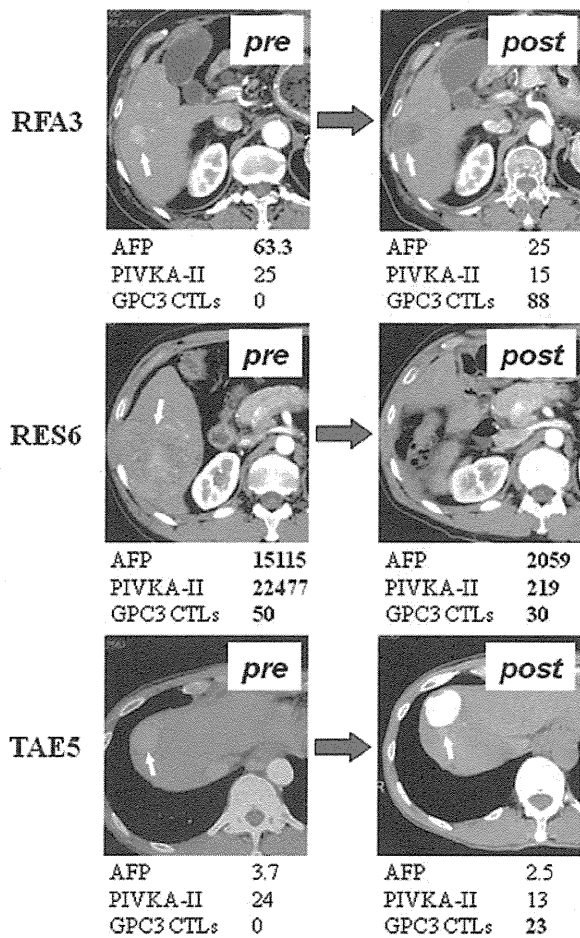 pre post
RFA3
AFP 63.3 AFP 25
PIVKA-II 25 PIVKA-II 15
GPC3 CTLs 0 GPC3 CTLs 88
pre post
RES6
AFP 15115 AFP 2059
PIVKA-II 22477 PIVKA-II 219
GPC3 CTLs 50 GPC3 CTLs 30
pre post
TAE5
R
AFP 3.7 AFP 2.5
PIVKA-II 24 PIVKA-II 13
GPC3 CTLs 0 GPC3 CTLs 23